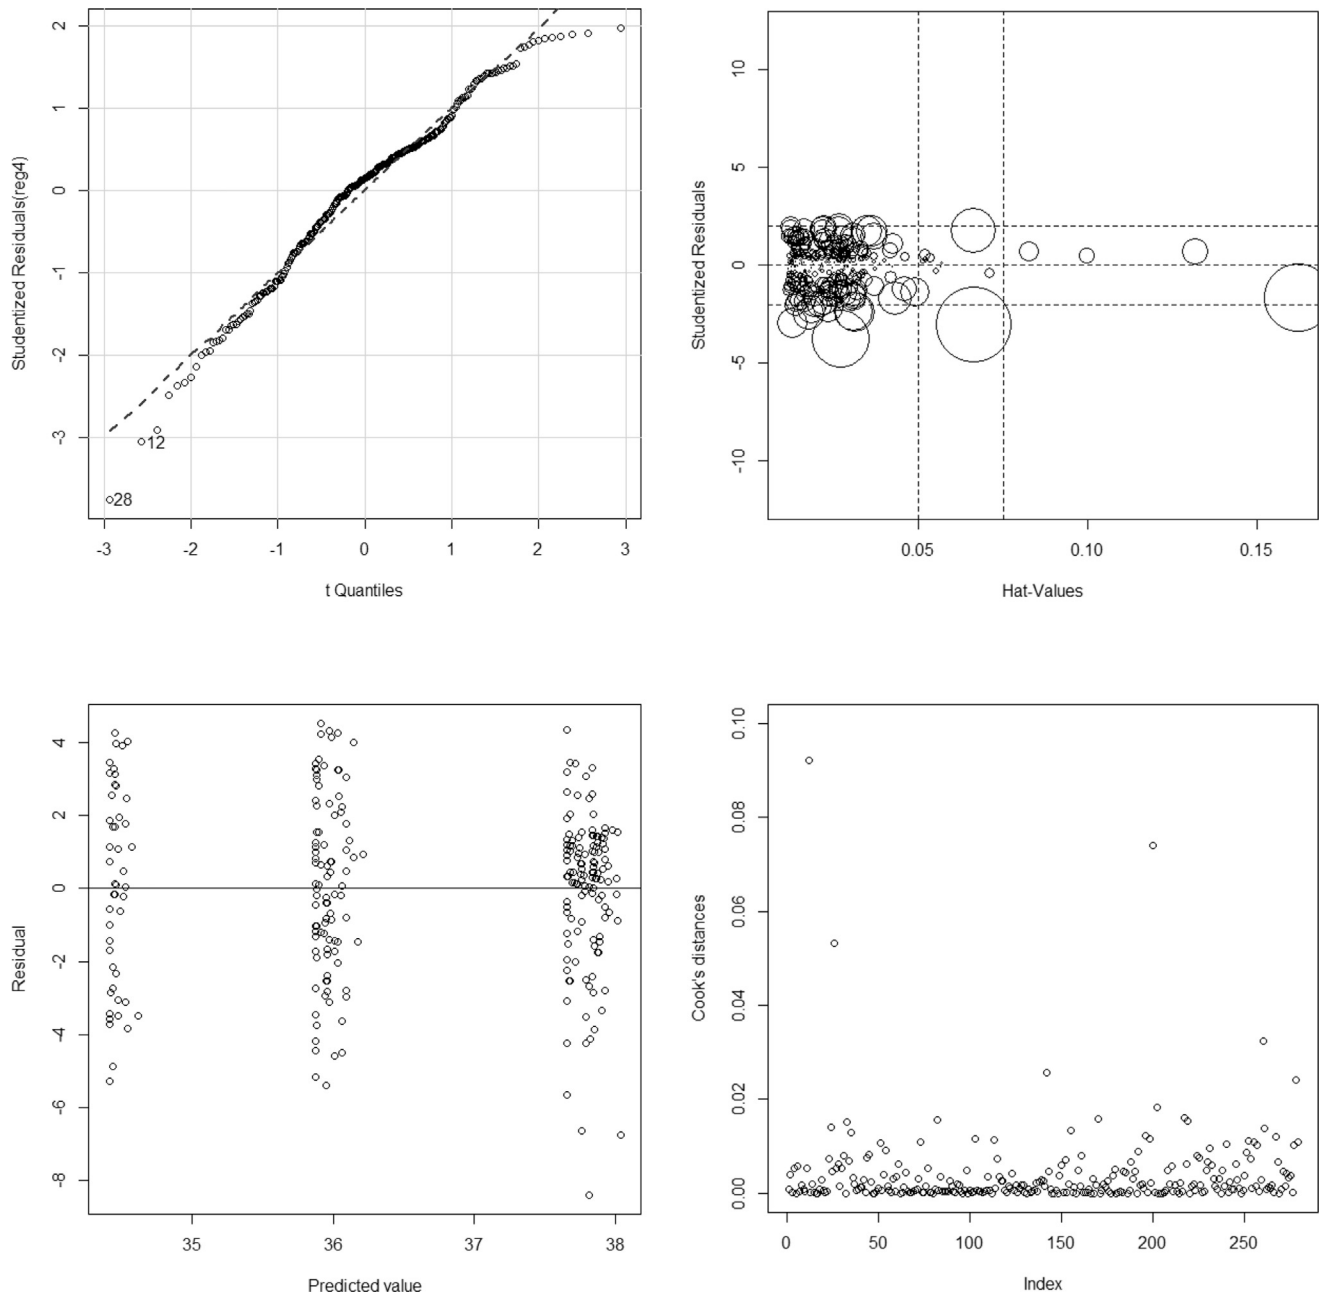 Studentized Residuals(reg4)
2
1
0
-1
-2
-3
12
28
-3 -2 -1 0 1 2 3
t Quantiles
Studentized Residuals
10
5
0
-5
-10
0.05 0.10 0.15
Hat-Values
Residual
4
2
0
-2
-4
-6
-8
35 36 37 38
Predicted value
Cook's distances
0.10
0.08
0.06
0.04
0.02
0.00
0 50 100 150 200 250
Index